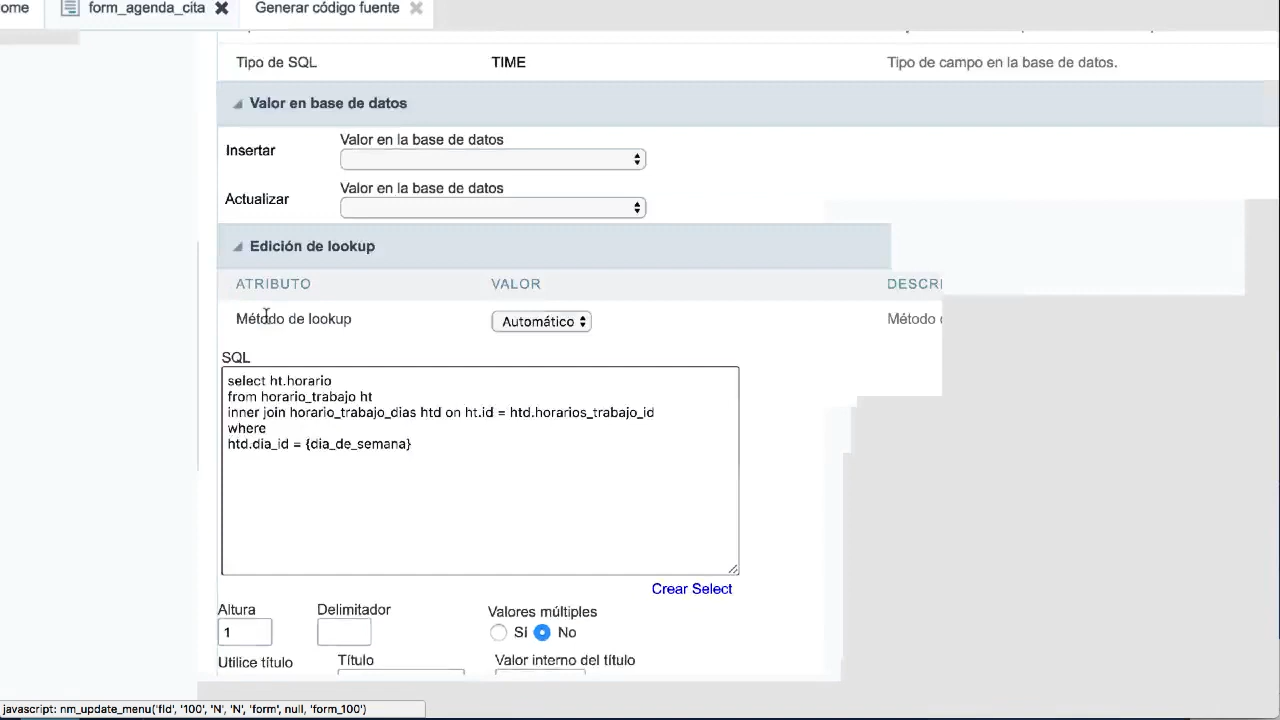 ome
form_agenda_cita
Generar código fuente
Tipo de SQL
TIME
Tipo de campo en la base de datos.
Valor en base de datos
Insertar
Valor en la base de datos
Actualizar
Valor en la base de datos
Edición de lookup
ATRIBUTO
VALOR
DESCRI
Método de lookup
Automático
Método
SQL
select ht.horario
from horario_trabajo ht
inner join horario_trabajo_dias htd on ht.id = htd.horarios_trabajo_id
where
htd.dia_id = {dia_de_semana}
Crear Select
Altura
Delimitador
Valores múltiples
1
SI
No
Utilice título
Título
Valor interno del título
javascript: nm_update_menu('fld', '100', 'N', 'N', 'form', null, 'form_100')